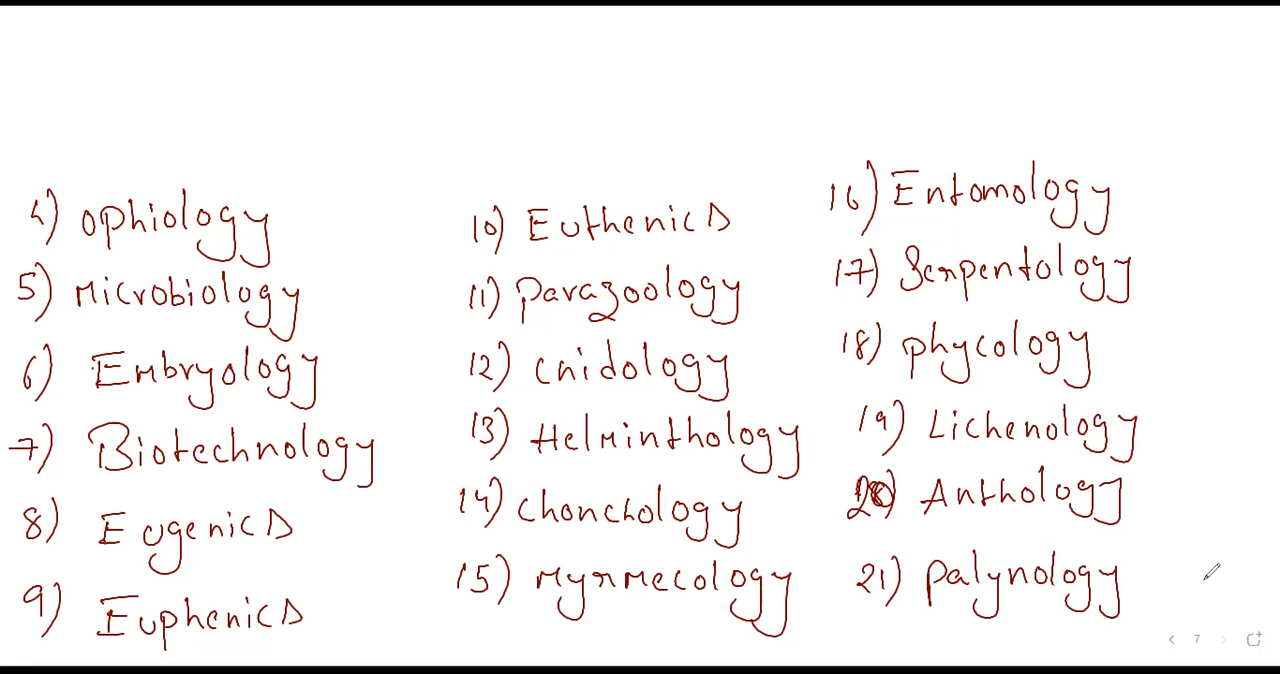 4) ophiology
5) Microbiology
6) Embryology
7) Biotechnology
8) Eugenics
9) Euphenics
10) Euthenics
11) parazoology
12) cnidology
13) Helminthology
14) chonchology
15) Myrmecology
16) Entomology
17) Serpentology
18) phycology
19) Lichenology
20) Anthology
21) palynology
7